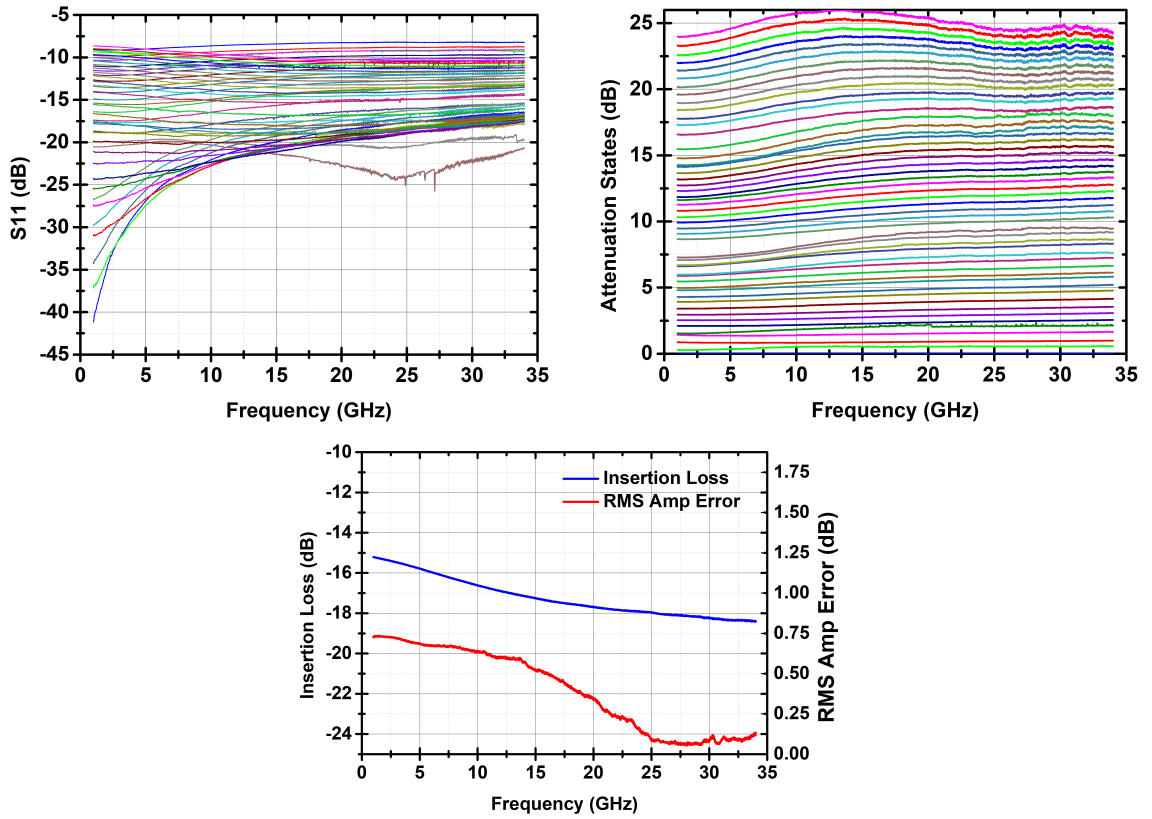 S11 (dB)
-5
-10
-15
-20
-25
-30
-35
-40
-45
0 5 10 15 20 25 30 35
Frequency (GHz)
Attenuation States (dB)
25
20
15
10
5
0
0 5 10 15 20 25 30 35
Frequency (GHz)
Insertion Loss (dB)
-10
-12
-14
-16
-18
-20
-22
-24
Insertion Loss
RMS Amp Error
1.75
1.50
1.25
1.00
0.75
0.50
0.25
0.00
RMS Amp Error (dB)
0 5 10 15 20 25 30 35
Frequency (GHz)